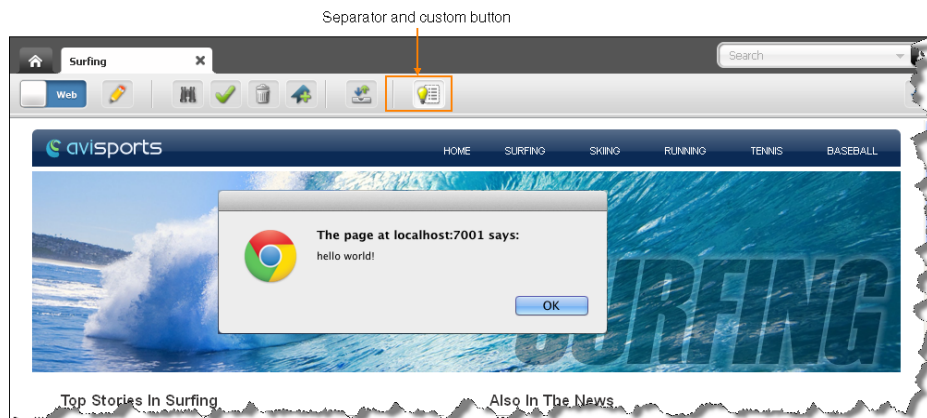 Separator and custom button
Surfing
Search
Web
avisports
HOME SURFING SKIING RUNNING TENNIS BASEBALL
The page at localhost:7001 says:
hello world!
OK
SURFING
Top Stories In Surfing
Also In The News